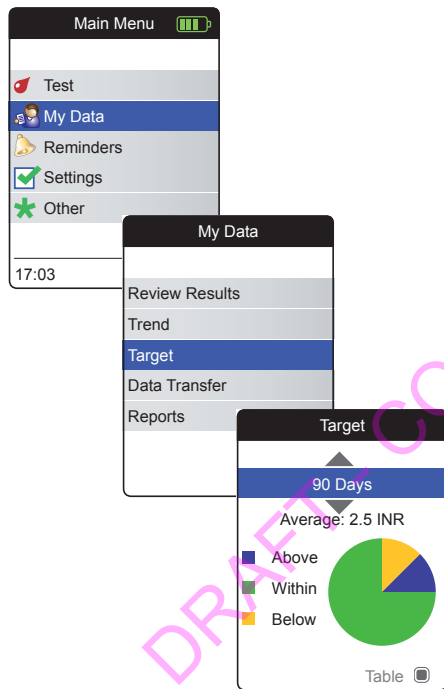 Main Menu
Test
My Data
Reminders
Settings
Other
17:03
My Data
Review Results
Trend
Target
Data Transfer
Reports
Target
90 Days
Average: 2.5 INR
Above
Within
Below
Table
DRAFT - CO